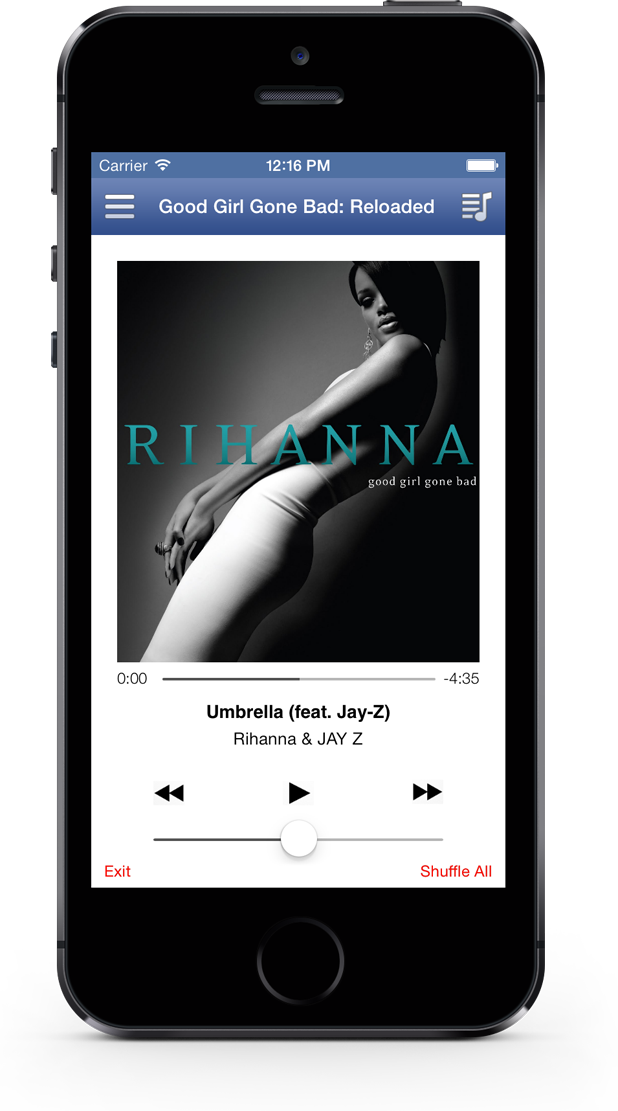 Carrier 12:16 PM
Good Girl Gone Bad: Reloaded
RIHANNA
good girl gone bad
0:00 -4:35
Umbrella (feat. Jay-Z)
Rihanna & JAY Z
Exit Shuffle All